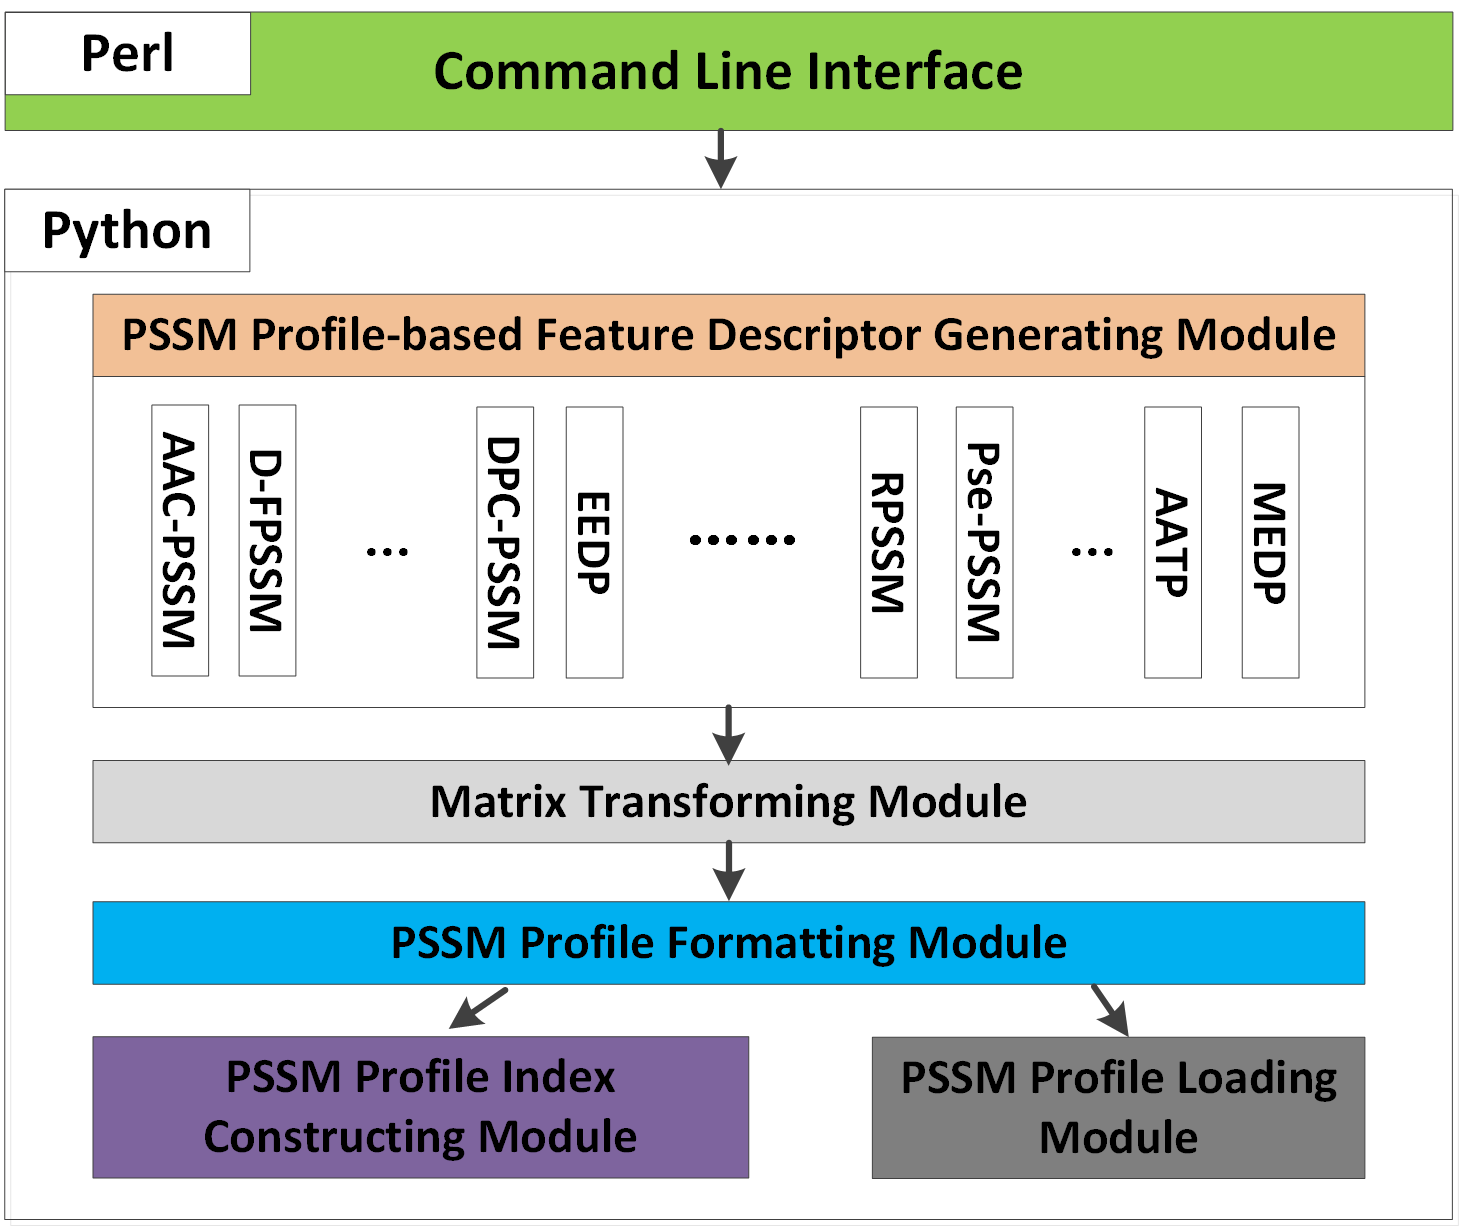 Perl
Command Line Interface
Python
PSSM Profile-based Feature Descriptor Generating Module
AAC-PSSM
D-FPSSM
...
DPC-PSSM
EEDP
......
RPSSM
Pse-PSSM
...
AATP
MEDP
Matrix Transforming Module
PSSM Profile Formatting Module
PSSM Profile Index
Constructing Module
PSSM Profile Loading
Module